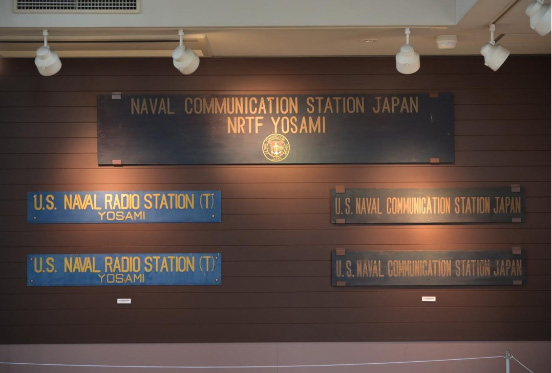 NAVAL COMMUNICATION STATION JAPAN
NRTF YOSAMI
U.S. NAVAL RADIO STATION (T)
YOSAMI
U.S. NAVAL COMMUNICATION STATION JAPAN
U.S. NAVAL RADIO STATION (T)
YOSAMI
U.S. NAVAL COMMUNICATION STATION JAPAN